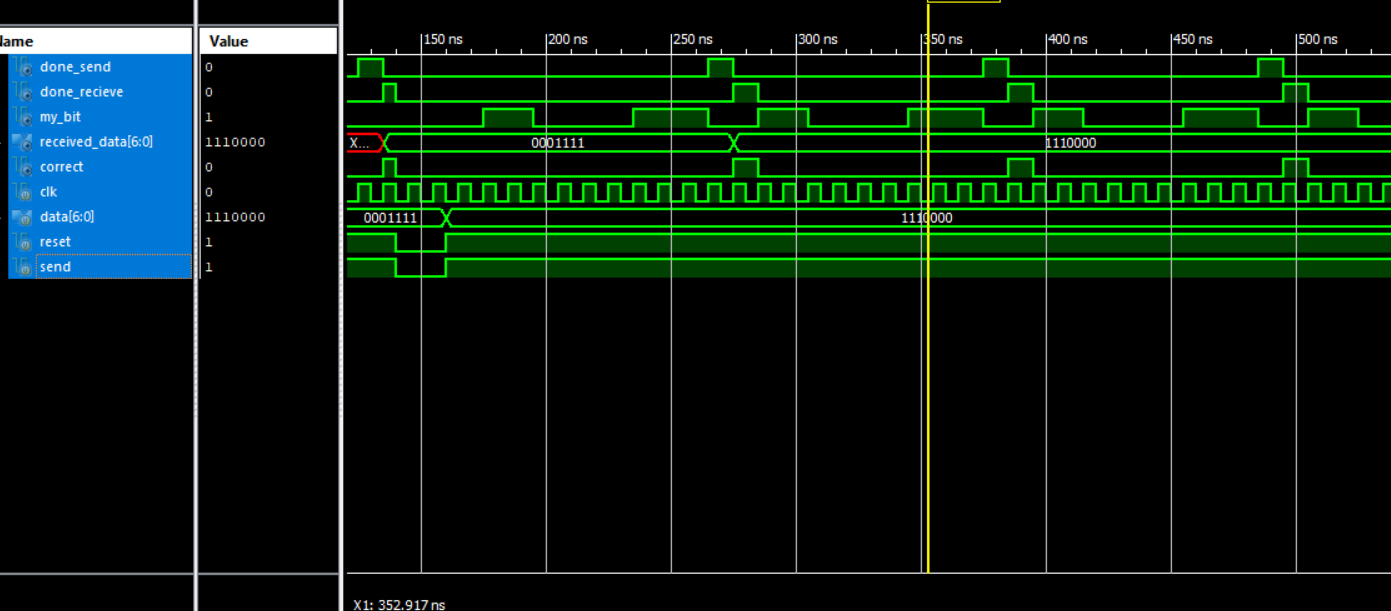 Name Value
150 ns 200 ns 250 ns 300 ns 350 ns 400 ns 450 ns 500 ns
done_send 0
done_recieve 0
my_bit 1
received_data[6:0] 1110000 X... 0001111 1110000
correct 0
clk 0
data[6:0] 1110000 0001111 1110000
reset 1
send 1
X1: 352.917 ns